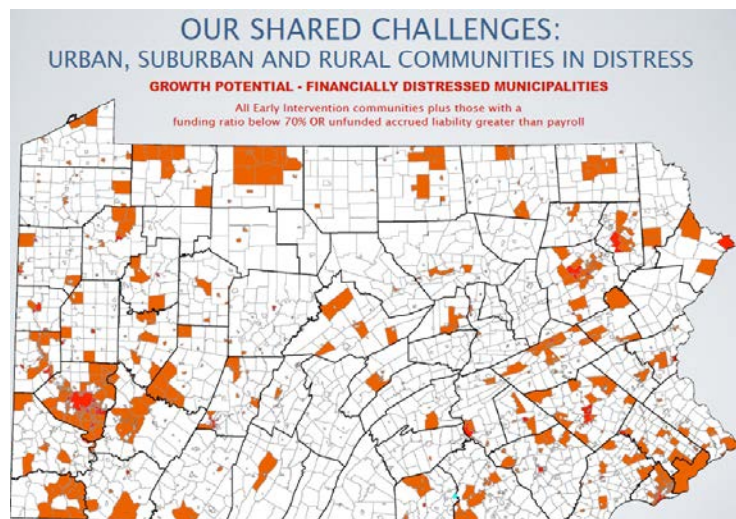 OUR SHARED CHALLENGES:
URBAN, SUBURBAN AND RURAL COMMUNITIES IN DISTRESS
GROWTH POTENTIAL - FINANCIALLY DISTRESSED MUNICIPALITIES
All Early Intervention communities plus those with a
funding ratio below 70% OR unfunded accrued liability greater than payroll